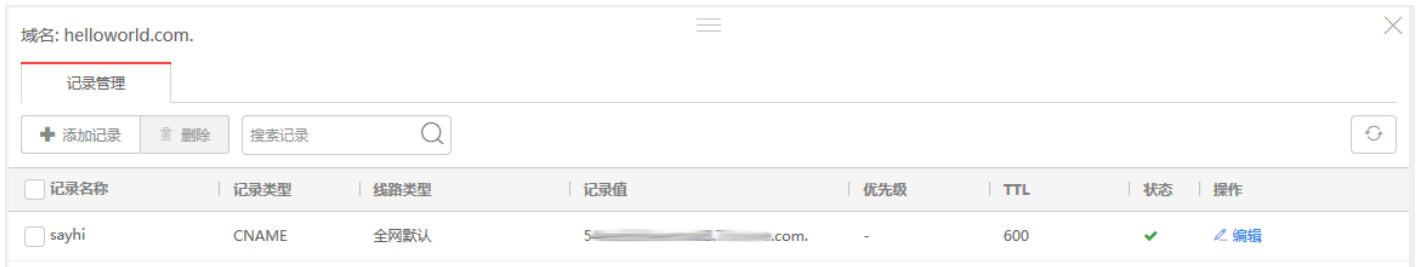 域名: helloworld.com.
记录管理
添加记录 删除 搜索记录
记录名称 记录类型 线路类型 记录值 优先级 TTL 状态 操作
sayhi CNAME 全网默认 5 .com. - 600 编辑